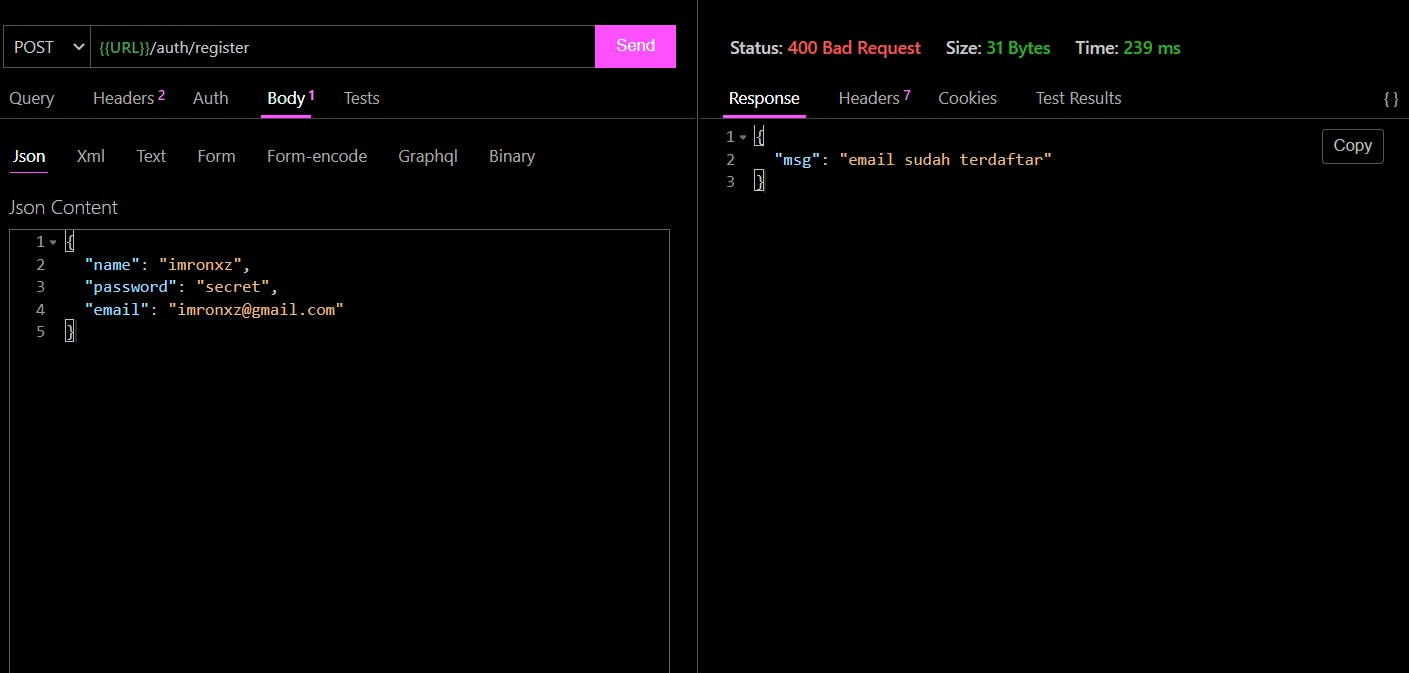 POST {{URL}}/auth/register Send
Query Headers 2 Auth Body 1 Tests
Json Xml Text Form Form-encode Graphql Binary
Json Content
1 {
2 "name": "imronxz",
3 "password": "secret",
4 "email": "imronxz@gmail.com"
5 }
Status: 400 Bad Request Size: 31 Bytes Time: 239 ms
Response Headers 7 Cookies Test Results { }
1 {
2 "msg": "email sudah terdaftar"
3 }
Copy